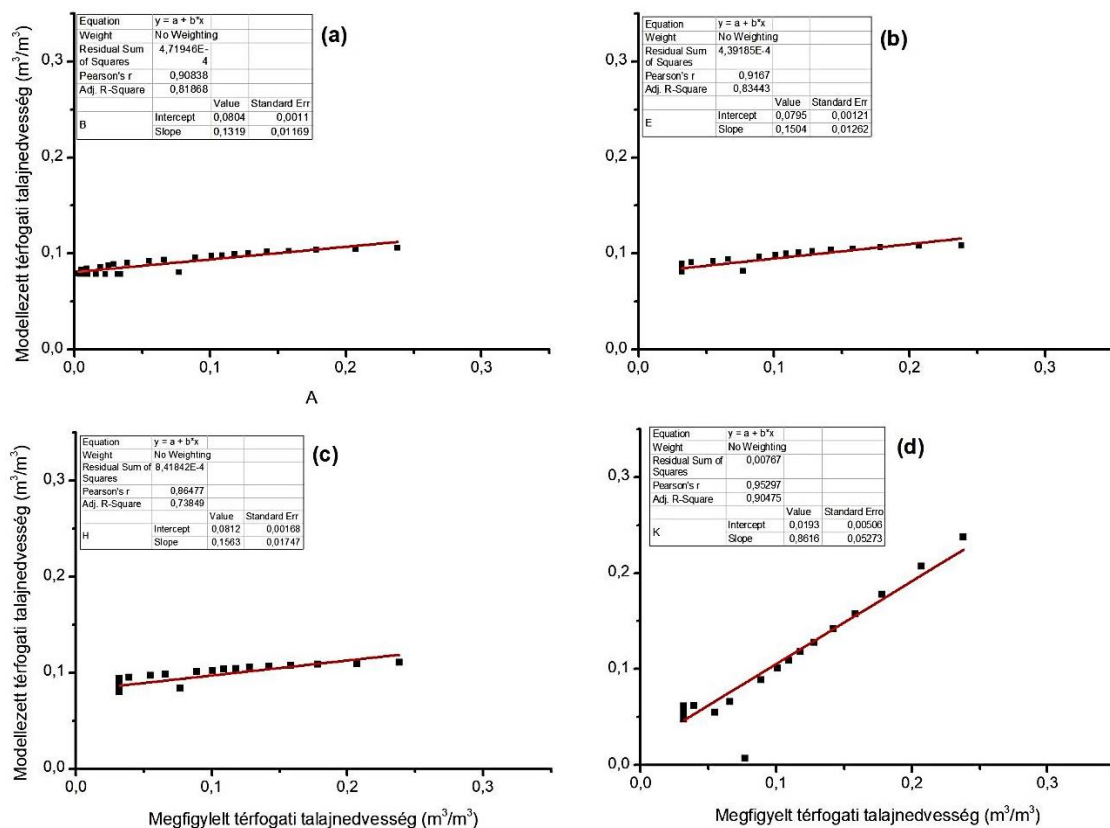 Equation y = a + b*x
Weight No Weighting
Residual Sum of Squares 4,71946E-4
Pearson's r 0,90838
Adj. R-Square 0,81868
Value Standard Err
B Intercept 0,0804 0,0011
Slope 0,1319 0,01169
(a)
Modellezett térfogati talajnedvesség (m³/m³)
0,3
0,2
0,1
0,0
0,0 0,1 0,2 0,3
A
Equation y = a + b*x
Weight No Weighting
Residual Sum of Squares 4,39185E-4
Pearson's r 0,9167
Adj. R-Square 0,83443
Value Standard Err
E Intercept 0,0795 0,00121
Slope 0,1504 0,01262
(b)
0,3
0,2
0,1
0,0
0,0 0,1 0,2 0,3
Equation y = a + b*x
Weight No Weighting
Residual Sum of Squares 8,41842E-4
Pearson's r 0,86477
Adj. R-Square 0,73849
Value Standard Err
H Intercept 0,0812 0,00168
Slope 0,1563 0,01747
(c)
Modellezett térfogati talajnedvesség (m³/m³)
0,3
0,2
0,1
0,0
0,0 0,1 0,2 0,3
Megfigylelt térfogati talajnedvesség (m³/m³)
Equation y = a + b*x
Weight No Weighting
Residual Sum of Squares 0,00767
Pearson's r 0,95297
Adj. R-Square 0,90475
Value Standard Erro
K Intercept 0,0193 0,00506
Slope 0,8616 0,05273
(d)
0,3
0,2
0,1
0,0
0,0 0,1 0,2 0,3
Megfigyelt térfogati talajnedvesség (m³/m³)